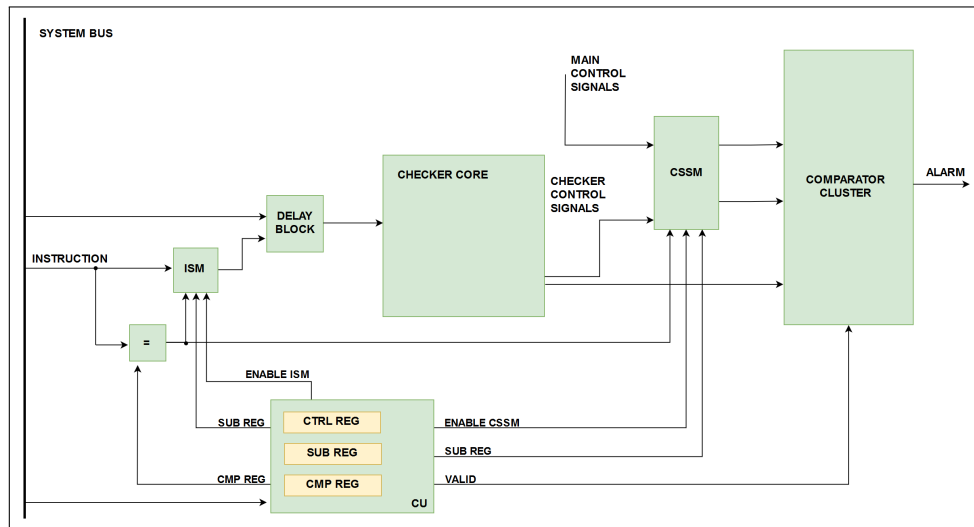 SYSTEM BUS
MAIN
CONTROL
SIGNALS
CHECKER CORE
CHECKER
CONTROL
SIGNALS
CSSM
COMPARATOR
CLUSTER
ALARM
DELAY
BLOCK
INSTRUCTION
ISM
=
ENABLE ISM
SUB REG
CTRL REG
ENABLE CSSM
SUB REG
SUB REG
CMP REG
CMP REG
VALID
CU